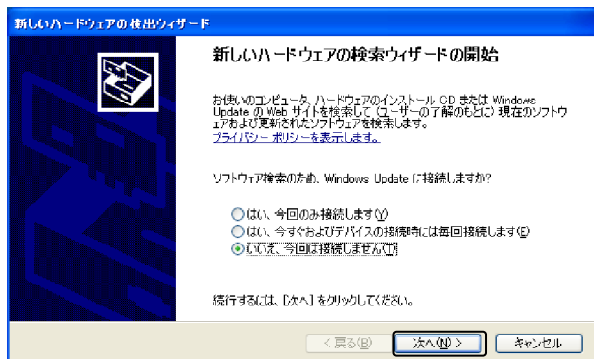 新しいハードウェアの検出ウィザード
新しいハードウェアの検索ウィザードの開始
お使いのコンピュータ、ハードウェアのインストール CD または Windows
Update の Web サイトを検索して (ユーザーの了解のもとに) 現在のソフトウ
ェアおよび更新されたソフトウェアを検索します。
プライバシー ポリシーを表示します。
ソフトウェア検索のため、Windows Update に接続しますか?
はい、今回のみ接続します(Y)
はい、今すぐおよびデバイスの接続時には毎回接続します(E)
いいえ、今回は接続しません(T)
続行するには、[次へ] をクリックしてください。
< 戻る(B)
次へ(N) >
キャンセル